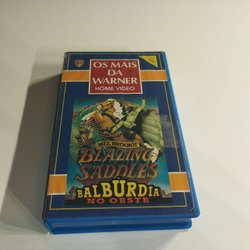 OS MAIS
DA
WARNER
HOME VIDEO
MEL BROOKS'
BLAZING
SADDLES
BALBURDIA
NO OESTE